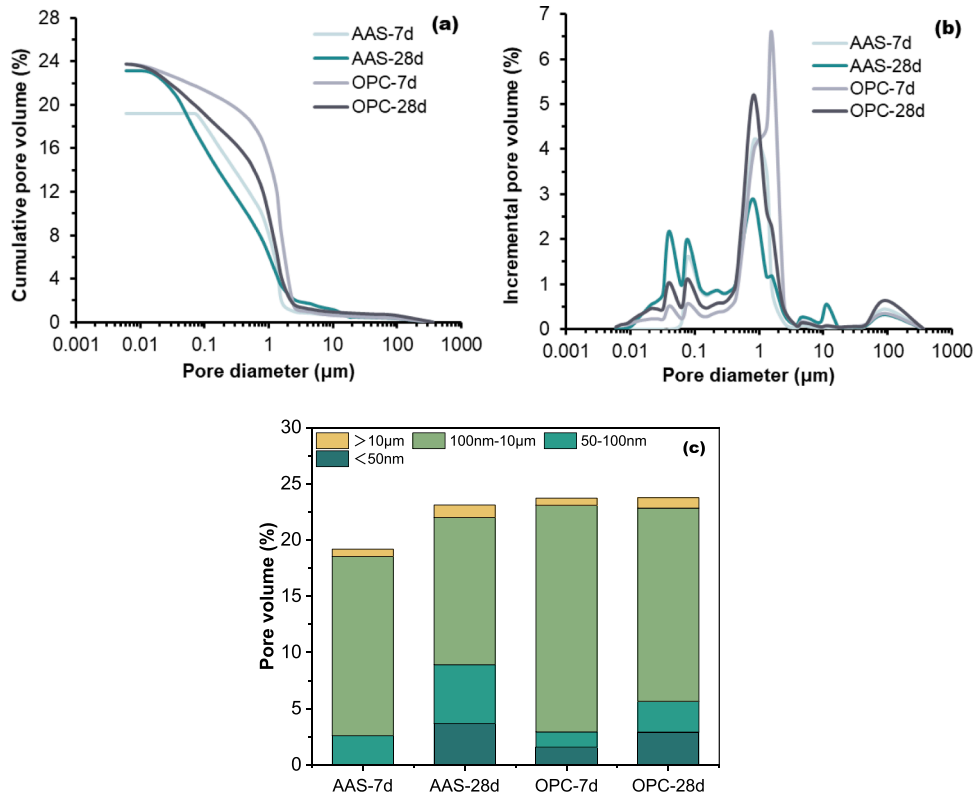 (a)
AAS-7d
AAS-28d
OPC-7d
OPC-28d
Cumulative pore volume (%)
28
24
20
16
12
8
4
0
0.001 0.01 0.1 1 10 100 1000
Pore diameter (μm)
(b)
AAS-7d
AAS-28d
OPC-7d
OPC-28d
Incremental pore volume (%)
7
6
5
4
3
2
1
0
0.001 0.01 0.1 1 10 100 1000
Pore diameter (μm)
(c)
>10μm 100nm-10μm 50-100nm
<50nm
Pore volume (%)
30
25
20
15
10
5
0
AAS-7d AAS-28d OPC-7d OPC-28d